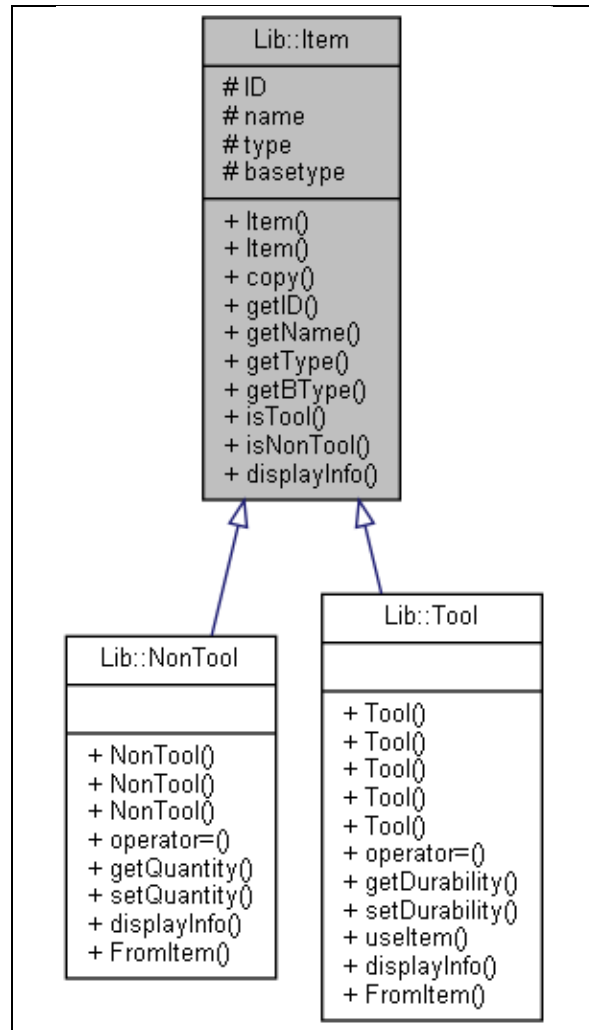 Lib::Item
# ID
# name
# type
# basetype
+ Item()
+ Item()
+ copy()
+ getID()
+ getName()
+ getType()
+ getBType()
+ isTool()
+ isNonTool()
+ displayInfo()
Lib::NonTool
+ NonTool()
+ NonTool()
+ NonTool()
+ operator=()
+ getQuantity()
+ setQuantity()
+ displayInfo()
+ FromItem()
Lib::Tool
+ Tool()
+ Tool()
+ Tool()
+ Tool()
+ Tool()
+ operator=()
+ getDurability()
+ setDurability()
+ useItem()
+ displayInfo()
+ FromItem()